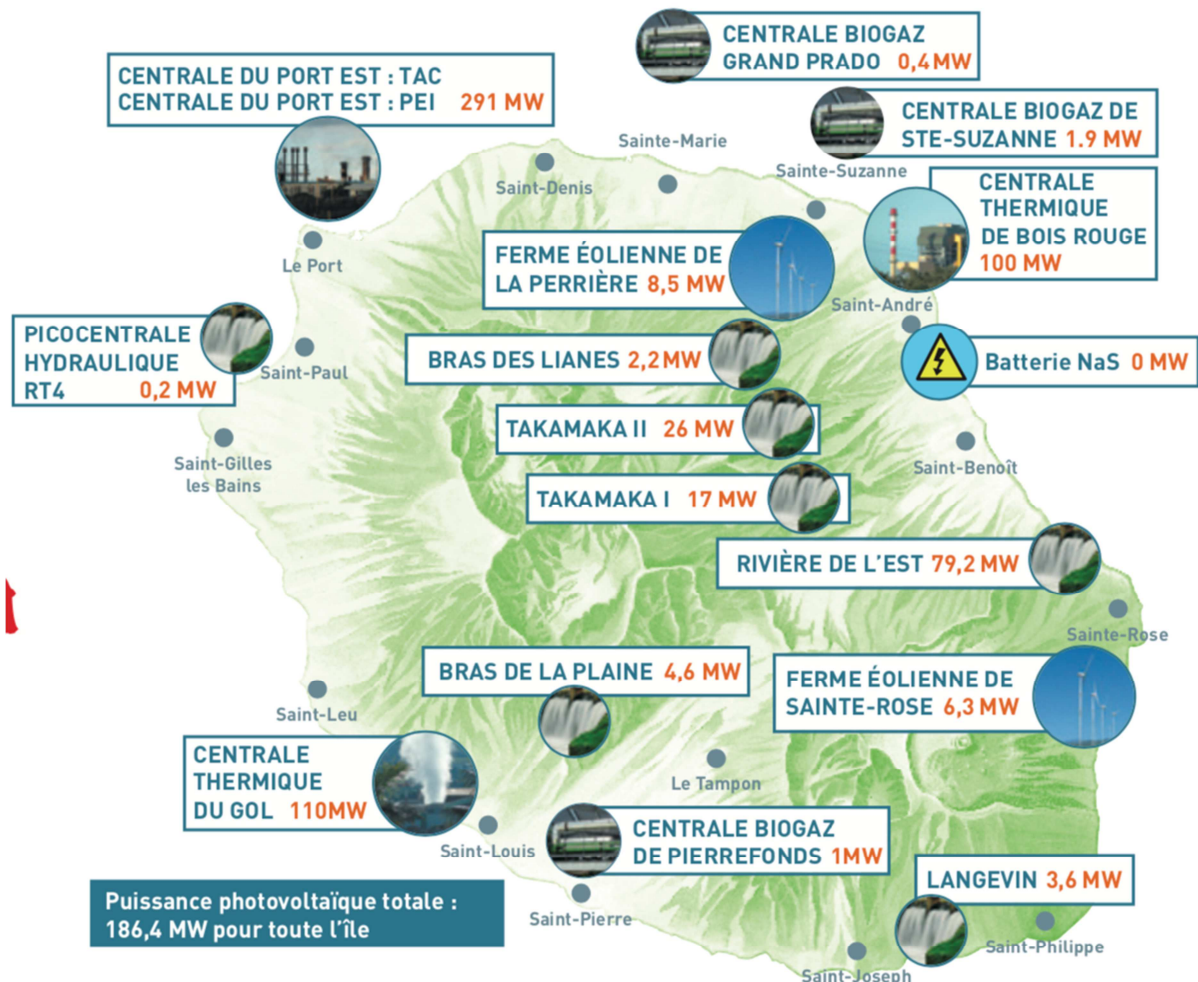 CENTRALE BIOGAZ
GRAND PRADO 0,4 MW
CENTRALE DU PORT EST : TAC
CENTRALE DU PORT EST : PEI 291 MW
CENTRALE BIOGAZ DE
STE-SUZANNE 1.9 MW
Sainte-Marie
Saint-Denis
Sainte-Suzanne
CENTRALE
THERMIQUE
DE BOIS ROUGE
100 MW
Le Port
FERME ÉOLIENNE DE
LA PERRIÈRE 8,5 MW
Saint-André
PICOCENTRALE
HYDRAULIQUE
RT4 0,2 MW
Saint-Paul
BRAS DES LIANES 2,2 MW
Batterie NaS 0 MW
TAKAMAKA II 26 MW
Saint-Gilles
les Bains
Saint-Benoît
TAKAMAKA I 17 MW
RIVIÈRE DE L'EST 79,2 MW
Sainte-Rose
BRAS DE LA PLAINE 4,6 MW
FERME ÉOLIENNE DE
SAINTE-ROSE 6,3 MW
Saint-Leu
CENTRALE
THERMIQUE
DU GOL 110MW
Le Tampon
Saint-Louis
CENTRALE BIOGAZ
DE PIERREFONDS 1MW
LANGEVIN 3,6 MW
Puissance photovoltaïque totale :
186,4 MW pour toute l'île
Saint-Pierre
Saint-Philippe
Saint-Joseph